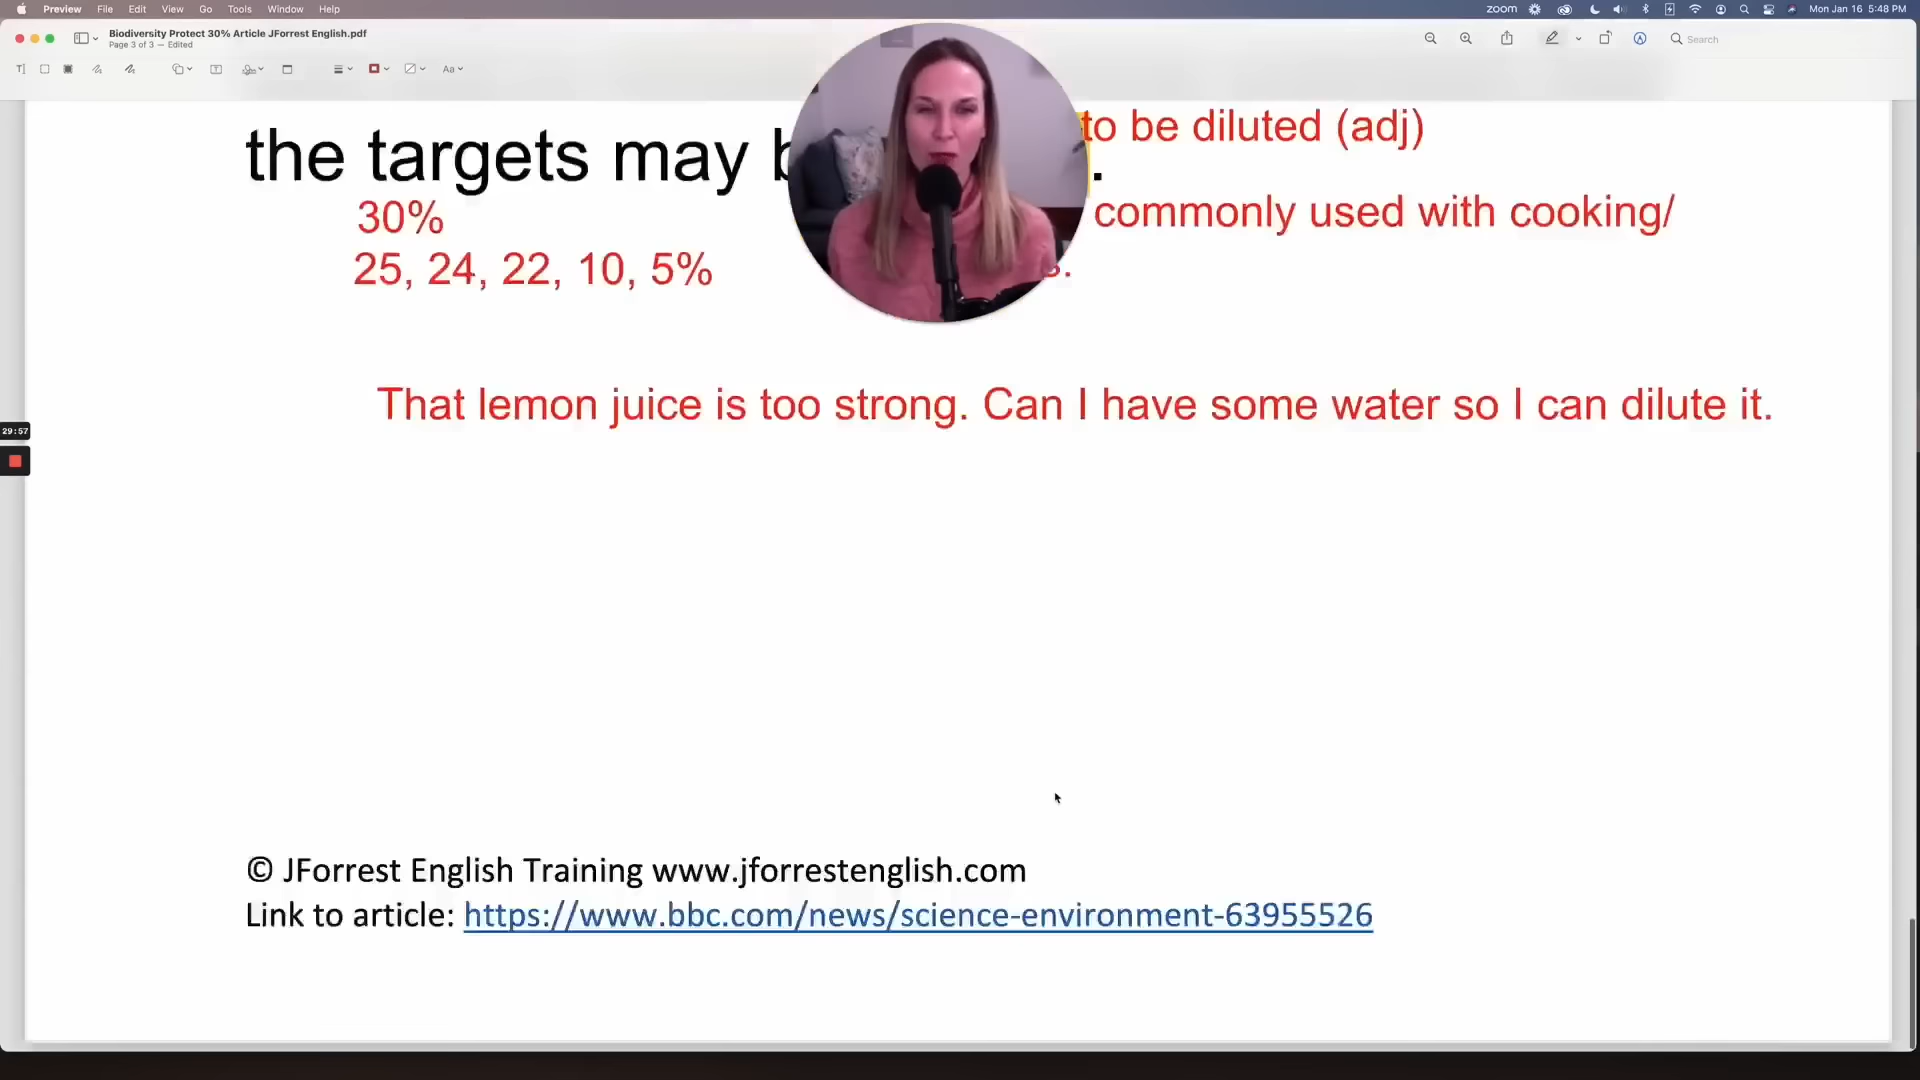 Preview File Edit View Go Tools Window Help
zoom Mon Jan 16 5:48 PM
Biodiversity Protect 30% Article JForrest English.pdf
Page 3 of 3 — Edited
Search
Aa
to be diluted (adj)
the targets may .
30%
commonly used with cooking/
25, 24, 22, 10, 5%
That lemon juice is too strong. Can I have some water so I can dilute it.
29:57
© JForrest English Training www.jforrestenglish.com
Link to article: https://www.bbc.com/news/science-environment-63955526